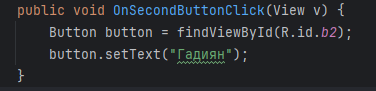 public void OnSecondButtonClick(View v) {
    Button button = findViewById(R.id.b2);
    button.setText("Гадиян");
}